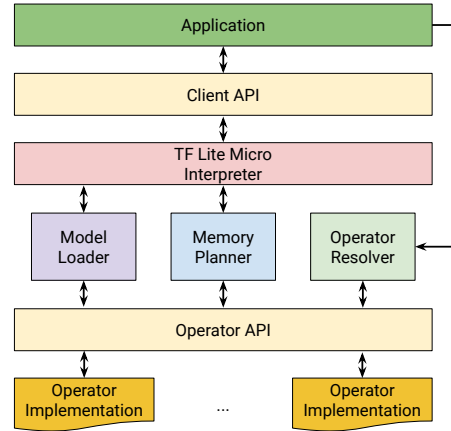 Application
Client API
TF Lite Micro
Interpreter
Model
Loader
Memory
Planner
Operator
Resolver
Operator API
Operator
Implementation
...
Operator
Implementation